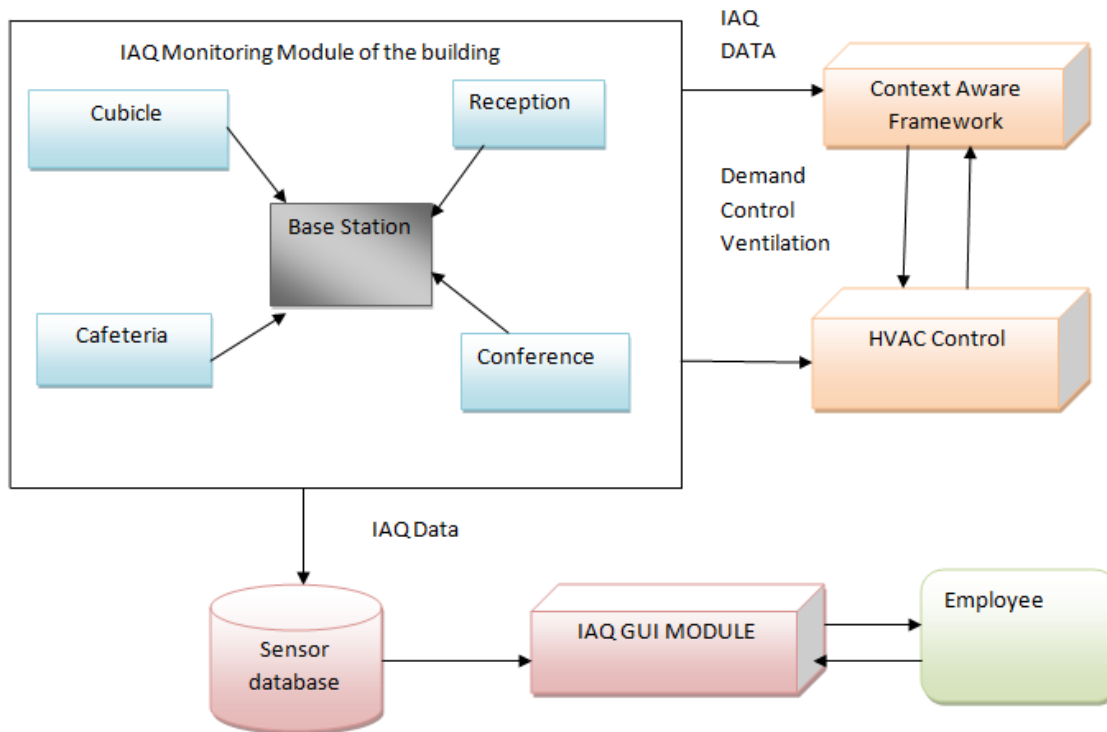 IAQ Monitoring Module of the building
Cubicle
Reception
Base Station
Cafeteria
Conference
IAQ
DATA
Context Aware
Framework
Demand
Control
Ventilation
HVAC Control
IAQ Data
Sensor
database
IAQ GUI MODULE
Employee